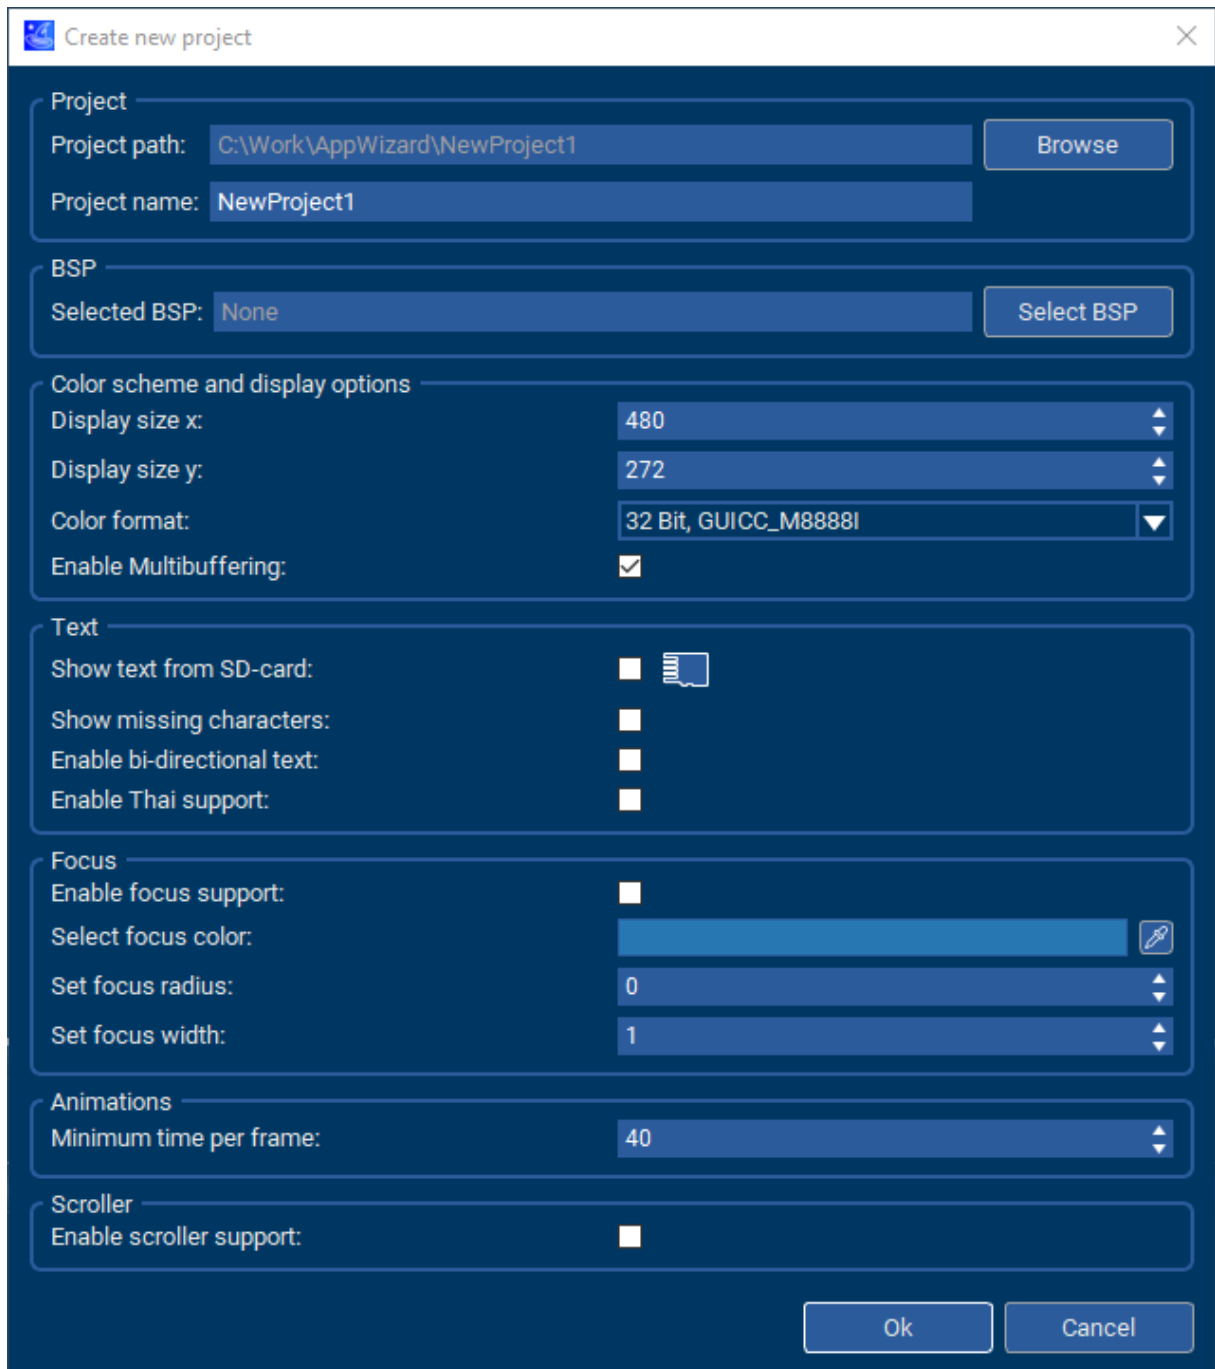 Create new project
Project
Project path: C:\Work\AppWizard\NewProject1 Browse
Project name: NewProject1
BSP
Selected BSP: None Select BSP
Color scheme and display options
Display size x: 480
Display size y: 272
Color format: 32 Bit, GUICC_M8888I
Enable Multibuffering:
Text
Show text from SD-card:
Show missing characters:
Enable bi-directional text:
Enable Thai support:
Focus
Enable focus support:
Select focus color:
Set focus radius: 0
Set focus width: 1
Animations
Minimum time per frame: 40
Scroller
Enable scroller support:
Ok Cancel